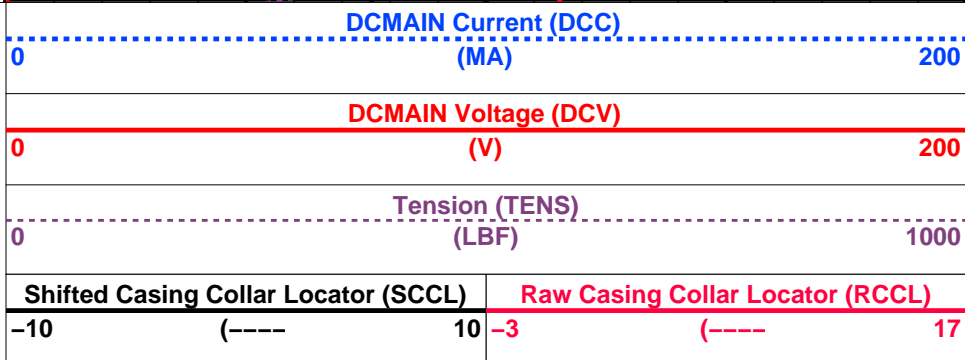 DCMAIN Current (DCC)
0 (MA) 200
DCMAIN Voltage (DCV)
0 (V) 200
Tension (TENS)
0 (LBF) 1000
Shifted Casing Collar Locator (SCCL) Raw Casing Collar Locator (RCCL)
−10 (−−−− 10 −3 (−−−− 17